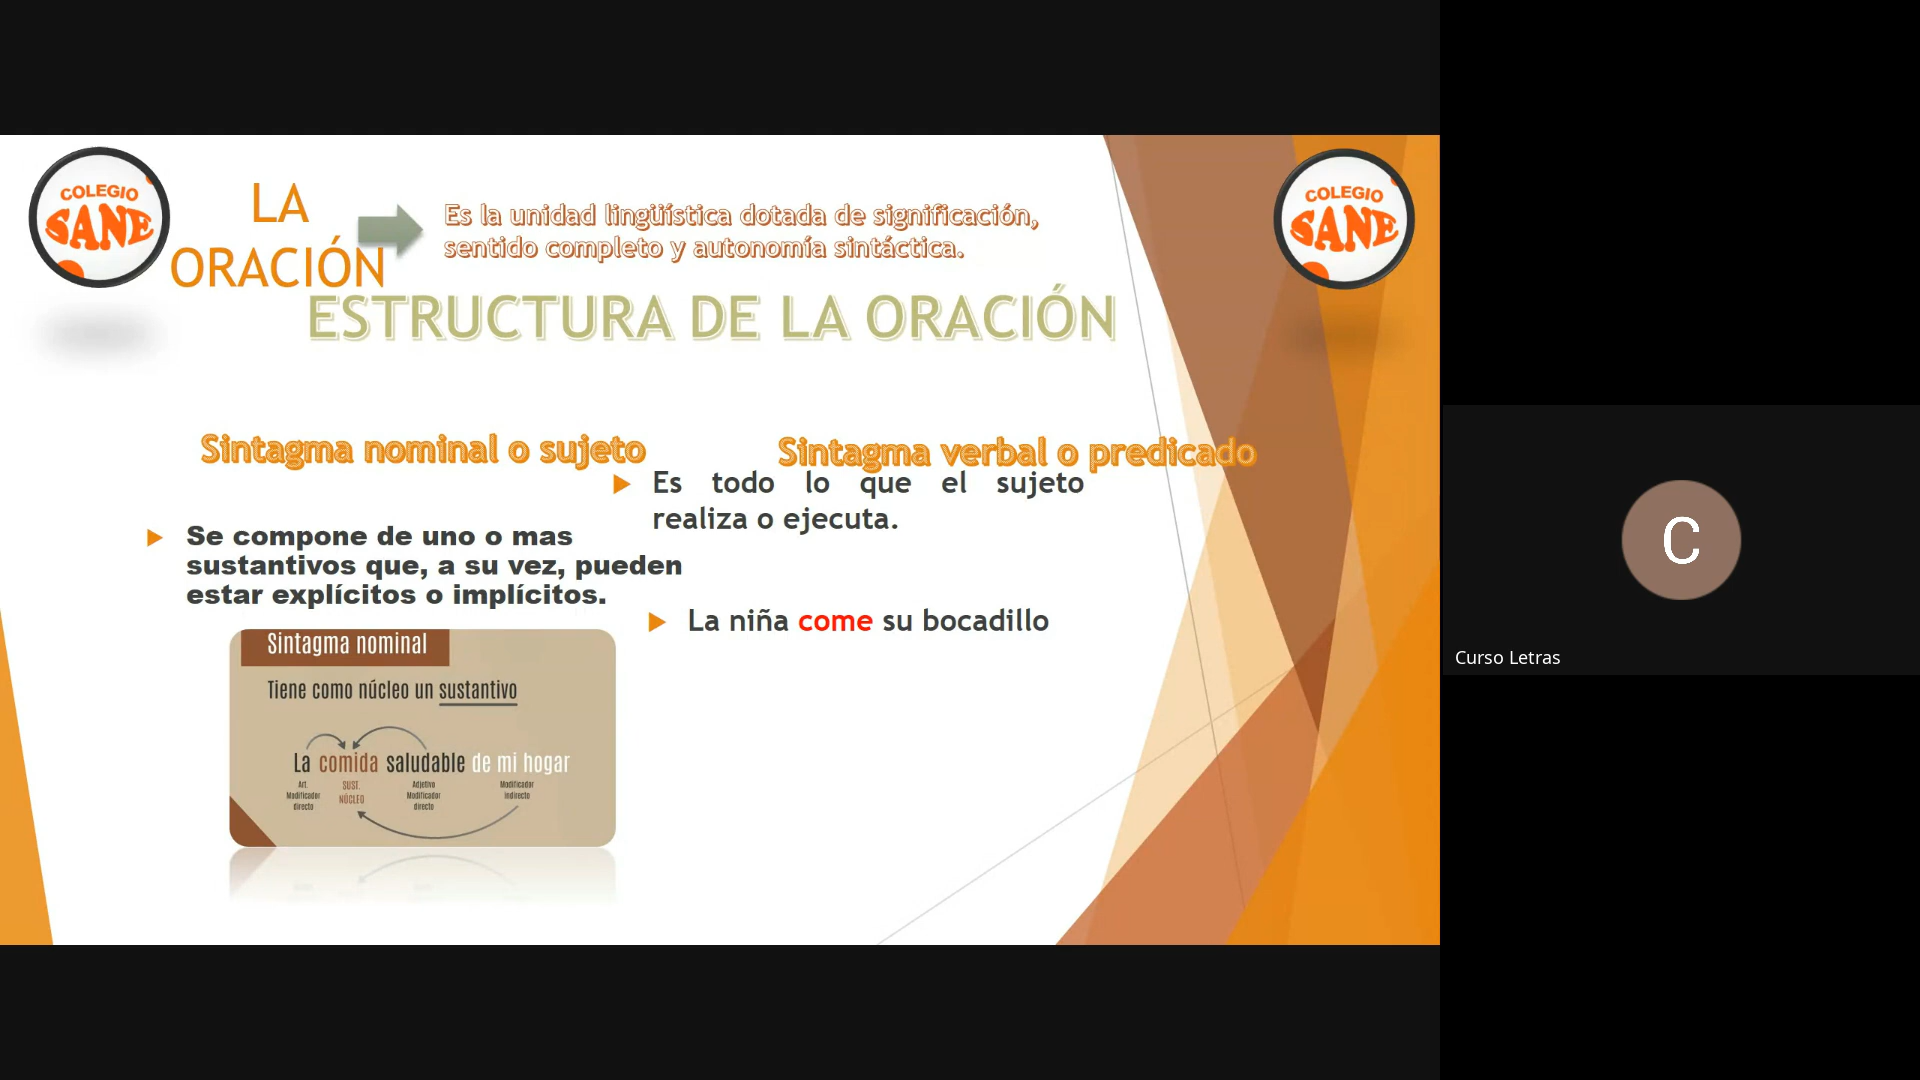 COLEGIO
SANE
LA
ORACIÓN
Es la unidad lingüística dotada de significación,
sentido completo y autonomía sintáctica.
COLEGIO
SANE
ESTRUCTURA DE LA ORACIÓN
Sintagma nominal o sujeto
Se compone de uno o mas
sustantivos que, a su vez, pueden
estar explícitos o implícitos.
Sintagma nominal
Tiene como núcleo un sustantivo
La comida saludable de mi hogar
Art. Modificador directo
SUST. NÚCLEO
Adjetivo Modificador directo
Modificador indirecto
Sintagma verbal o predicado
Es todo lo que el sujeto
realiza o ejecuta.
La niña come su bocadillo
C
Curso Letras